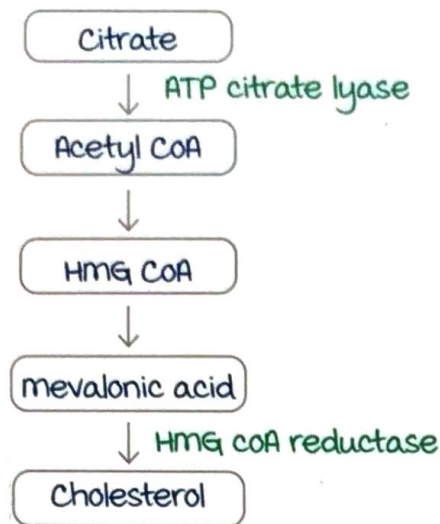 Citrate
ATP citrate lyase
Acetyl CoA
HMG CoA
mevalonic acid
HMG coA reductase
Cholesterol